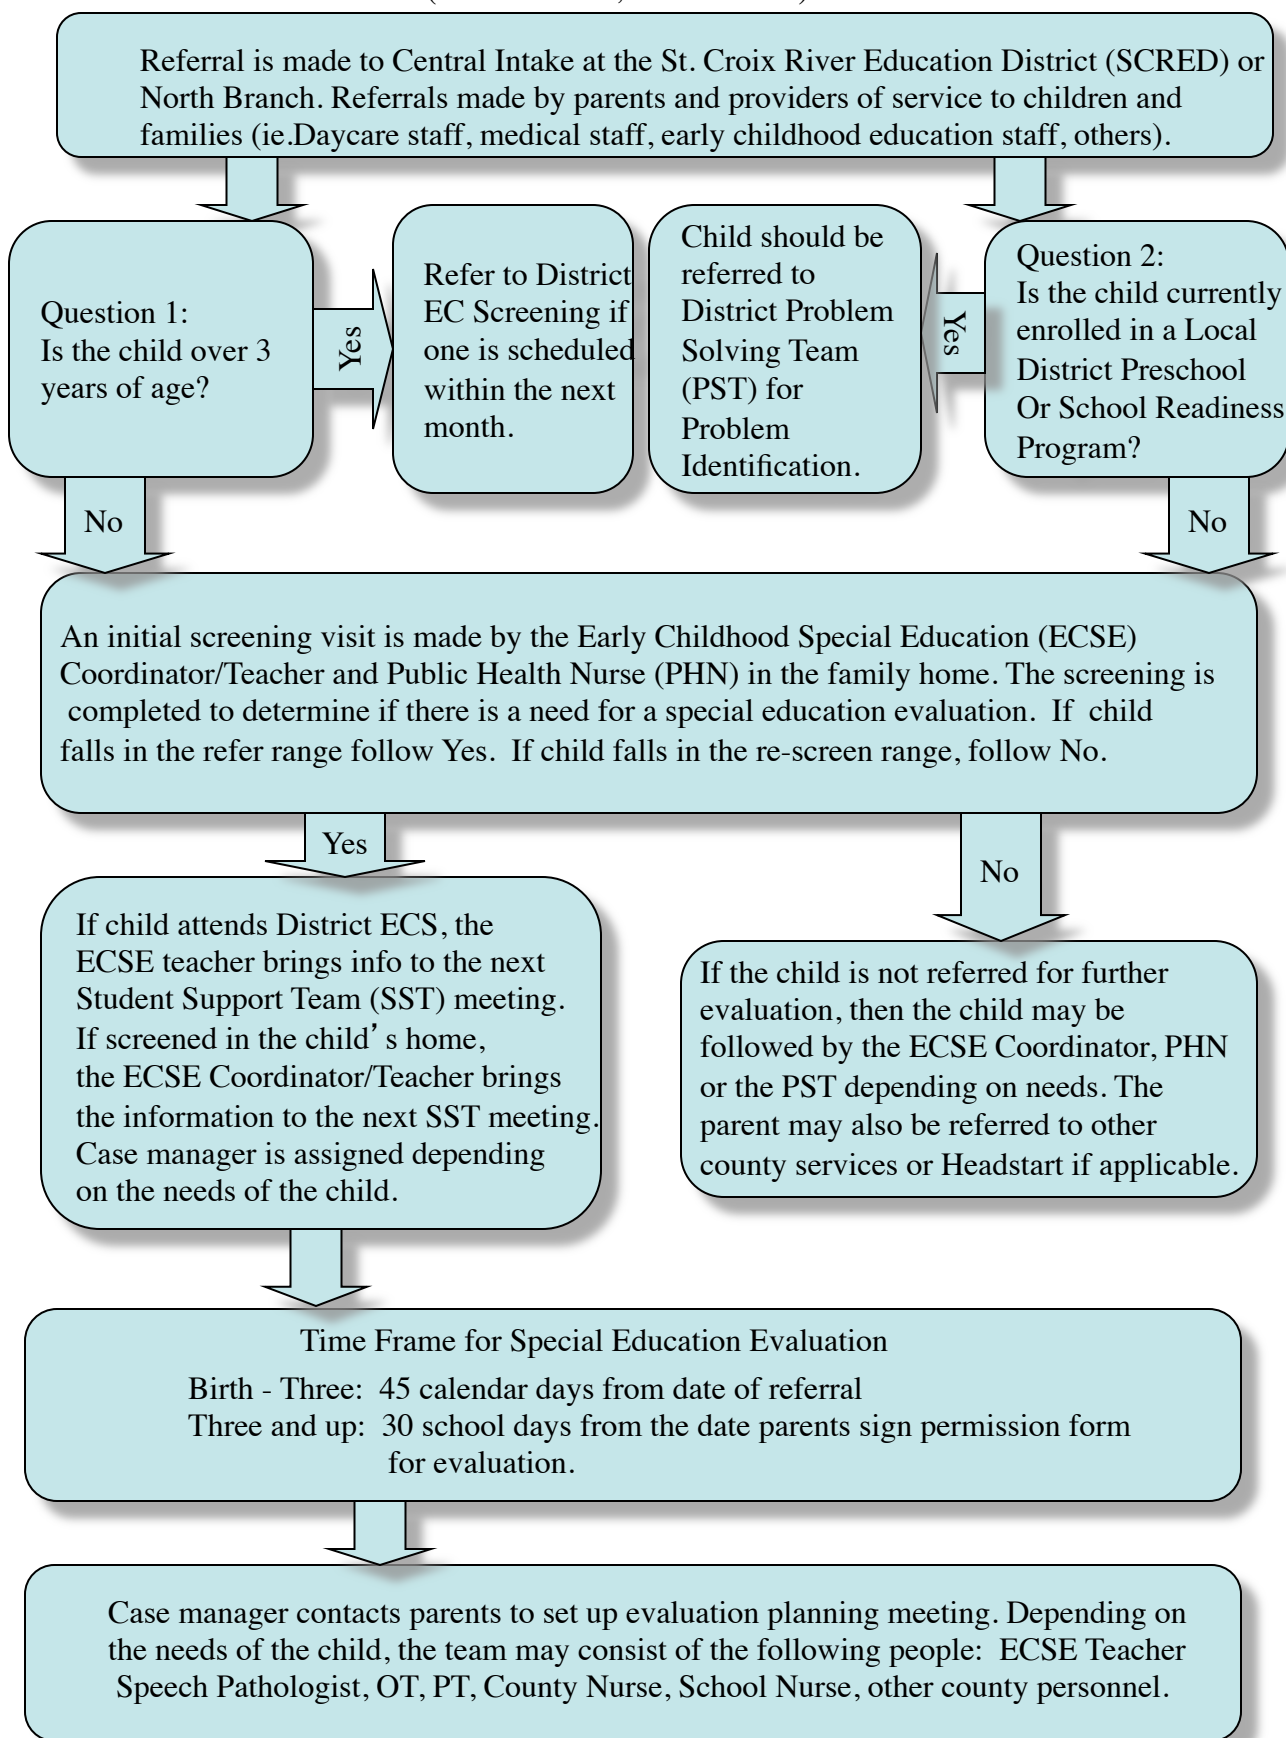 Referral is made to Central Intake at the St. Croix River Education District (SCRED) or
North Branch. Referrals made by parents and providers of service to children and
families (ie.Daycare staff, medical staff, early childhood education staff, others).
Question 1:
Is the child over 3
years of age?
Yes
Refer to District
EC Screening if
one is scheduled
within the next
month.
Child should be
referred to
District Problem
Solving Team
(PST) for
Problem
Identification.
Yes
Question 2:
Is the child currently
enrolled in a Local
District Preschool
Or School Readiness
Program?
No
No
An initial screening visit is made by the Early Childhood Special Education (ECSE)
Coordinator/Teacher and Public Health Nurse (PHN) in the family home. The screening is
completed to determine if there is a need for a special education evaluation.  If  child
falls in the refer range follow Yes.  If child falls in the re-screen range, follow No.
Yes
No
If child attends District ECS, the
ECSE teacher brings info to the next
Student Support Team (SST) meeting.
If screened in the child’ s home,
the ECSE Coordinator/Teacher brings
the information to the next SST meeting.
Case manager is assigned depending
on the needs of the child.
If the child is not referred for further
evaluation, then the child may be
followed by the ECSE Coordinator, PHN
or the PST depending on needs. The
parent may also be referred to other
county services or Headstart if applicable.
Time Frame for Special Education Evaluation
Birth - Three:  45 calendar days from date of referral
Three and up:  30 school days from the date parents sign permission form
for evaluation.
Case manager contacts parents to set up evaluation planning meeting. Depending on
the needs of the child, the team may consist of the following people:  ECSE Teacher
Speech Pathologist, OT, PT, County Nurse, School Nurse, other county personnel.